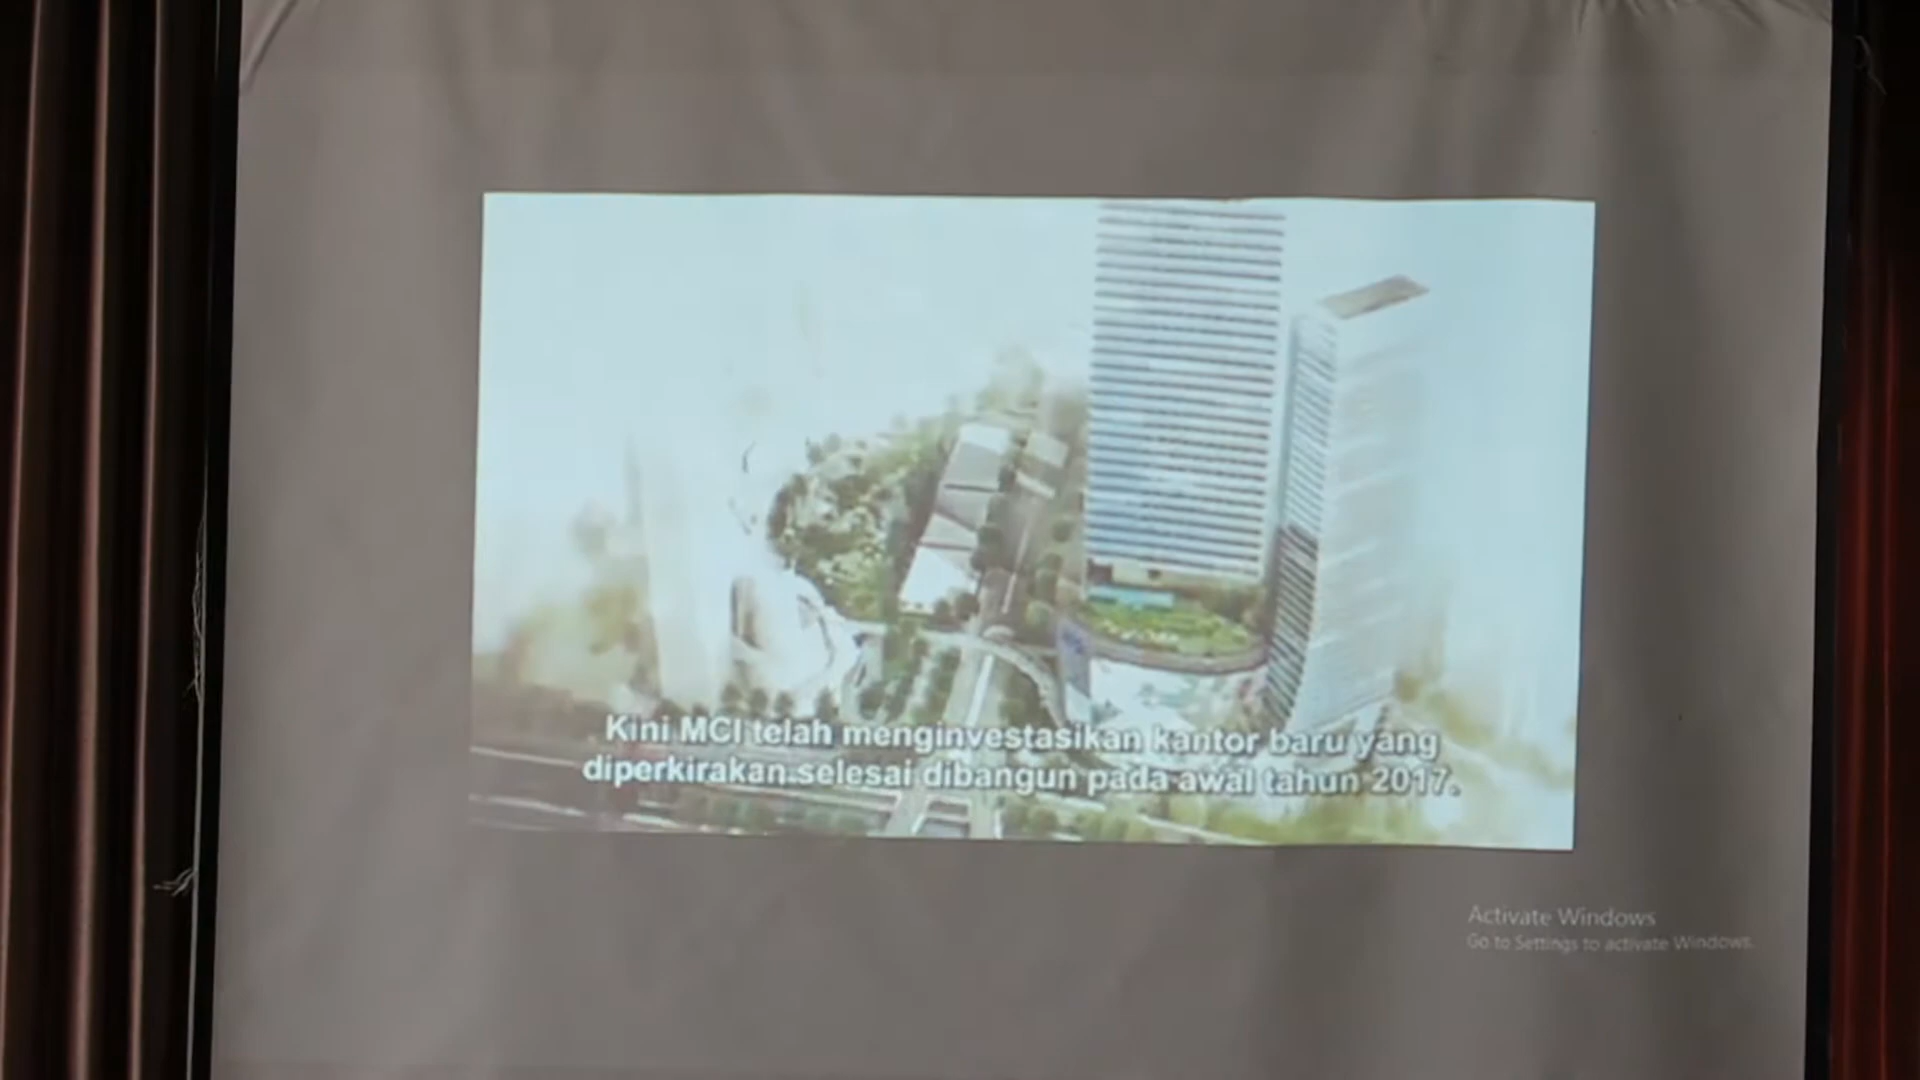 Kini MCI telah menginvestasikan kantor baru yang
diperkirakan selesai dibangun pada awal tahun 2017.
Activate Windows
Go to Settings to activate Windows.